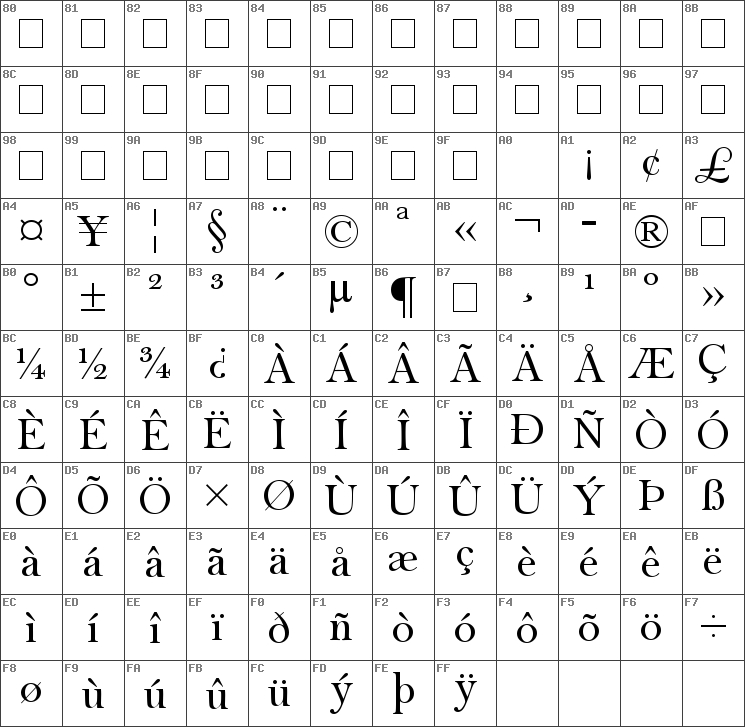 80 81 82 83 84 85 86 87 88 89 8A 8B
8C 8D 8E 8F 90 91 92 93 94 95 96 97
98 99 9A 9B 9C 9D 9E 9F A0 A1 A2 A3
¡ ¢ £
A4 A5 A6 A7 A8 A9 AA AB AC AD AE AF
¤ ¥ ¦ § ¨ © ª « ¬ - ®
B0 B1 B2 B3 B4 B5 B6 B7 B8 B9 BA BB
° ± ² ³ ´ µ ¶ ¸ ¹ º »
BC BD BE BF C0 C1 C2 C3 C4 C5 C6 C7
¼ ½ ¾ ¿ À Á Â Ã Ä Å Æ Ç
C8 C9 CA CB CC CD CE CF D0 D1 D2 D3
È É Ê Ë Ì Í Î Ï Ð Ñ Ò Ó
D4 D5 D6 D7 D8 D9 DA DB DC DD DE DF
Ô Õ Ö × Ø Ù Ú Û Ü Ý Þ ß
E0 E1 E2 E3 E4 E5 E6 E7 E8 E9 EA EB
à á â ã ä å æ ç è é ê ë
EC ED EE EF F0 F1 F2 F3 F4 F5 F6 F7
ì í î ï ð ñ ò ó ô õ ö ÷
F8 F9 FA FB FC FD FE FF
ø ù ú û ü ý þ ÿ